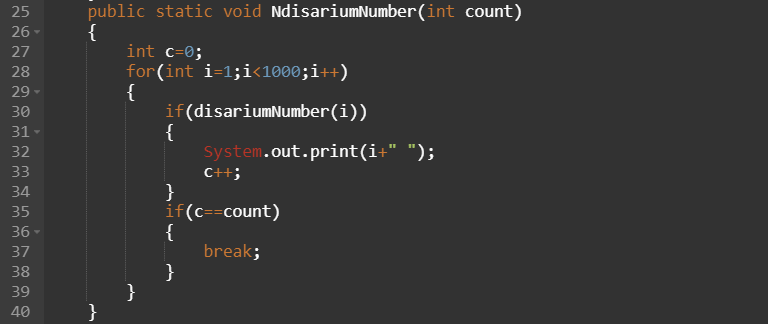 25 public static void NdisariumNumber(int count)
26 {
27 int c=0;
28 for(int i=1;i<1000;i++)
29 {
30 if(disariumNumber(i))
31 {
32 System.out.print(i+" ");
33 c++;
34 }
35 if(c==count)
36 {
37 break;
38 }
39 }
40 }